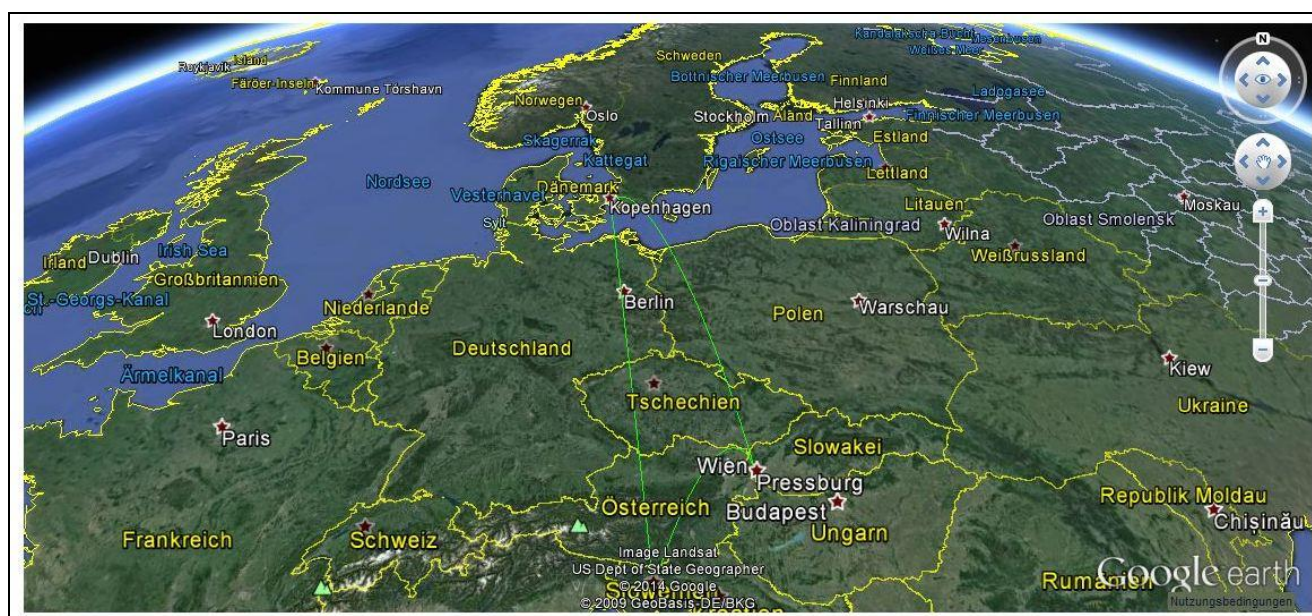 N
Reykjavík
Island
Färöer-Inseln
Kommune Tórshavn
Schweden
Bottnischer Meerbusen
Finnland
Kandalakscha-Bucht
Weißes Meer
Ladogasee
Norwegen
Oslo
Stockholm
Åland
Helsinki
Finnischer Meerbusen
Tallinn
Ostsee
Estland
Skagerrak
Kattegat
Rigaischer Meerbusen
Lettland
Nordsee
Vesterhavet
Dänemark
Kopenhagen
Sylt
Litauen
Oblast Kaliningrad
Wilna
Oblast Smolensk
Moskau
Weißrussland
Irland
Dublin
Irish Sea
Großbritannien
St.-Georgs-Kanal
London
Niederlande
Berlin
Polen
Warschau
Belgien
Deutschland
Ärmelkanal
Tschechien
Kiew
Ukraine
Paris
Slowakei
Wien
Pressburg
Österreich
Budapest
Ungarn
Republik Moldau
Chișinău
Frankreich
Schweiz
Image Landsat
US Dept of State Geographer
© 2014 Google
© 2009 GeoBasis-DE/BKG
Slowenien
Kroatien
Rumänien
Google earth
Nutzungsbedingungen